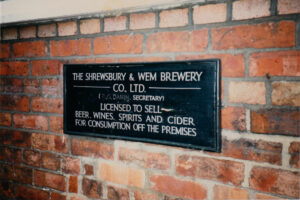 THE SHREWSBURY & WEM BREWERY
CO., LTD.
SECRETARY)
LICENSED TO SELL
BEER, WINES, SPIRITS AND CIDER
FOR CONSUMPTION OFF THE PREMISES